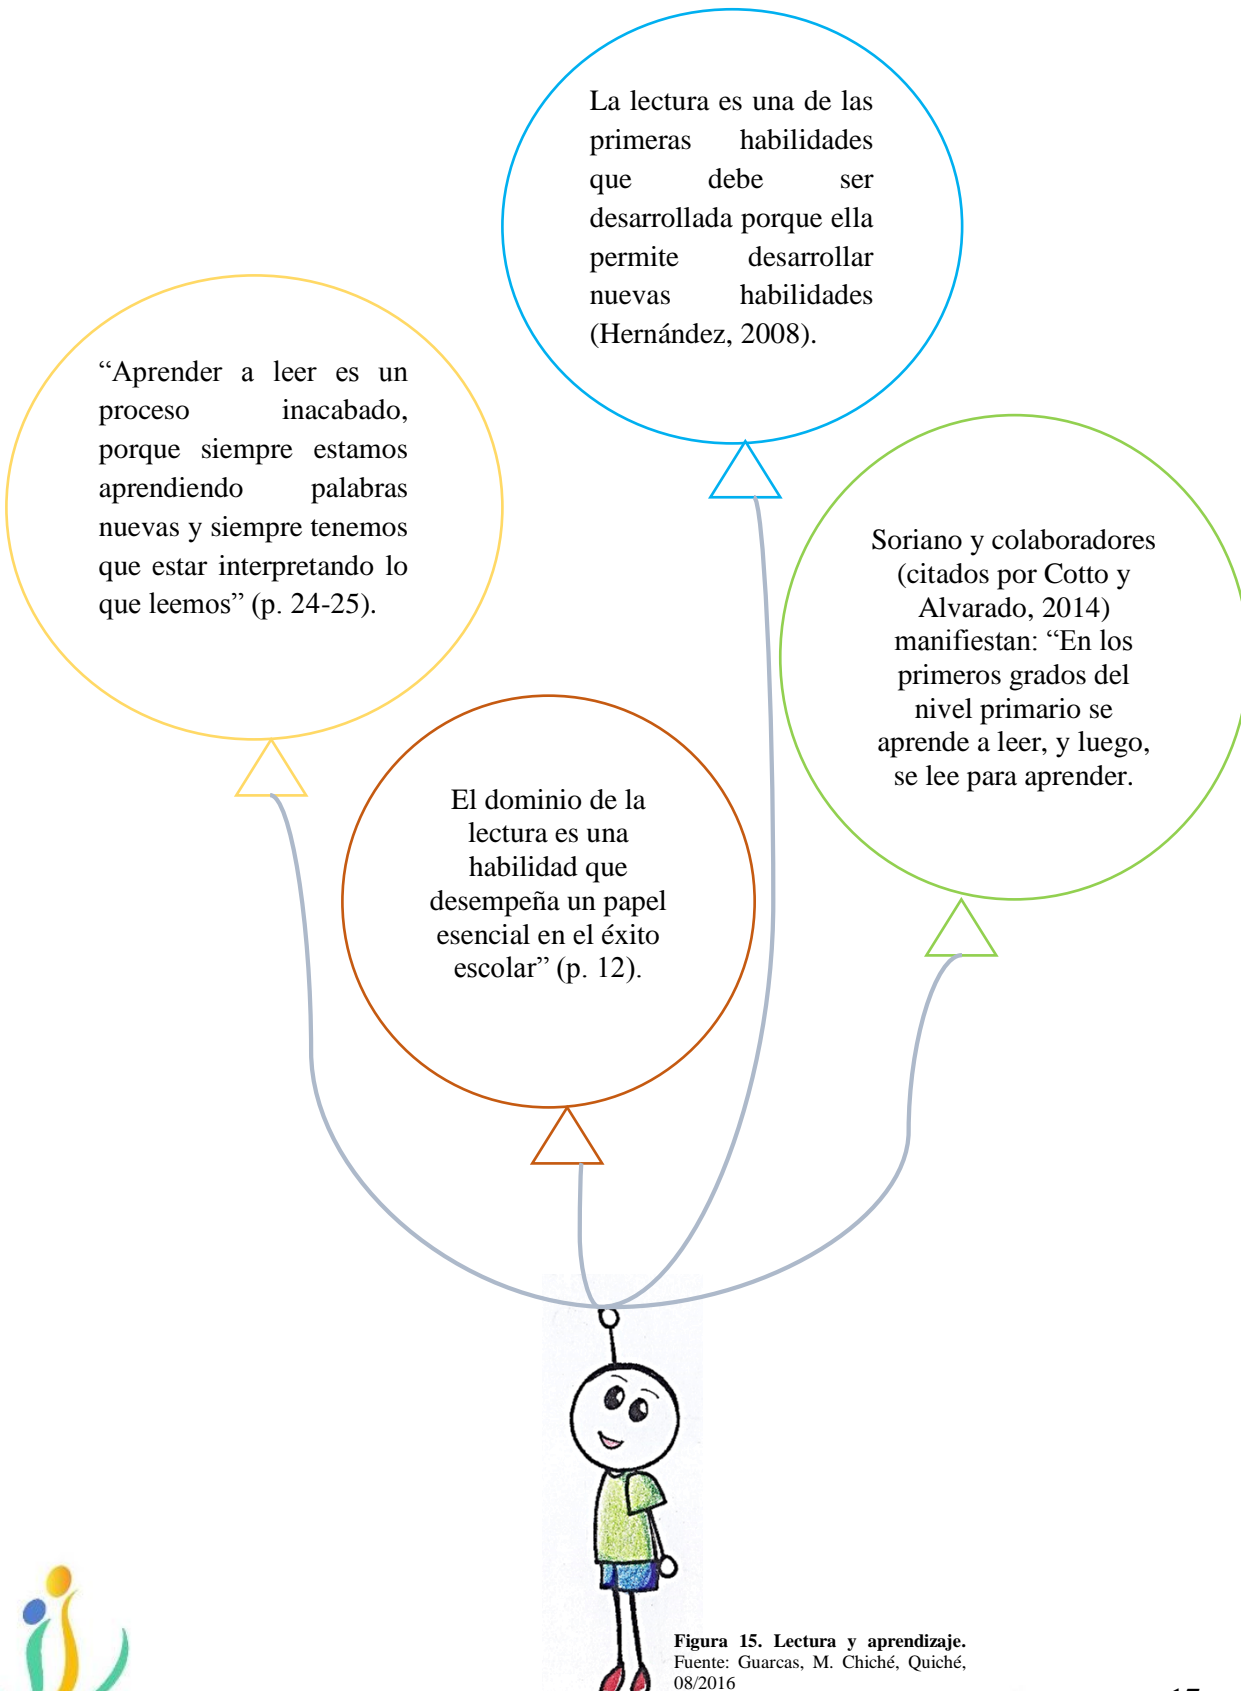 La lectura es una de las
primeras habilidades
que debe ser
desarrollada porque ella
permite desarrollar
nuevas habilidades
(Hernández, 2008).
“Aprender a leer es un
proceso inacabado,
porque siempre estamos
aprendiendo palabras
nuevas y siempre tenemos
que estar interpretando lo
que leemos” (p. 24-25).
Soriano y colaboradores
(citados por Cotto y
Alvarado, 2014)
manifiestan: “En los
primeros grados del
nivel primario se
aprende a leer, y luego,
se lee para aprender.
El dominio de la
lectura es una
habilidad que
desempeña un papel
esencial en el éxito
escolar” (p. 12).
Figura 15. Lectura y aprendizaje.
Fuente: Guarcas, M. Chiché, Quiché,
08/2016